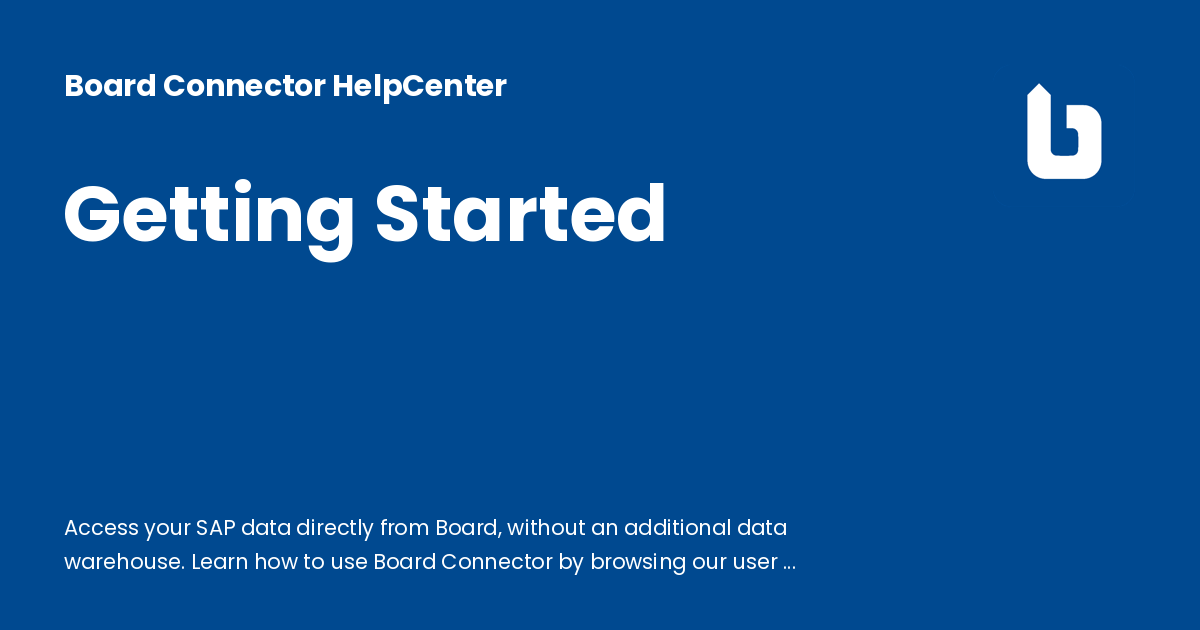 Board Connector HelpCenter
Getting Started
Access your SAP data directly from Board, without an additional data
warehouse. Learn how to use Board Connector by browsing our user ...